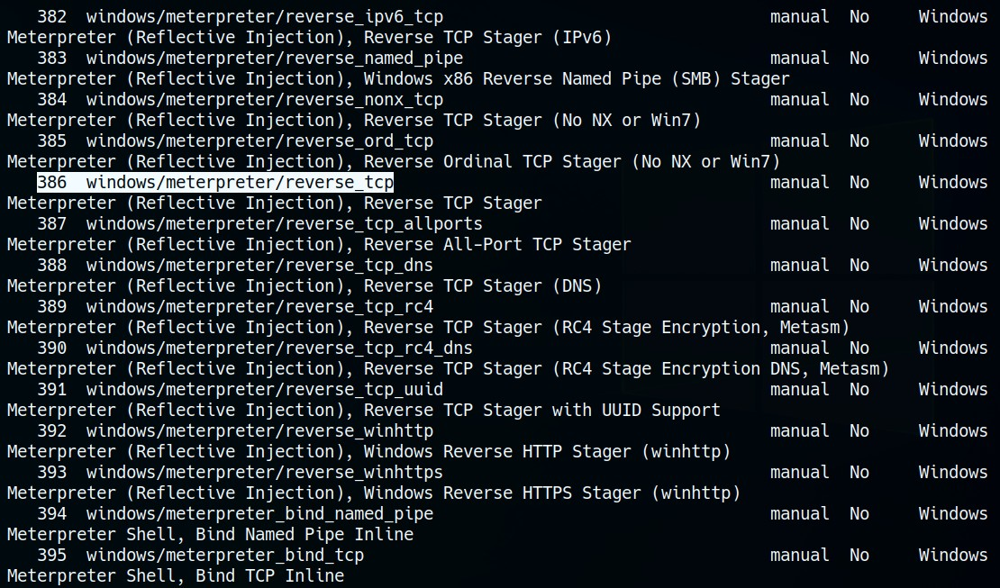 382 windows/meterpreter/reverse_ipv6_tcp manual No Windows
Meterpreter (Reflective Injection), Reverse TCP Stager (IPv6)
383 windows/meterpreter/reverse_named_pipe manual No Windows
Meterpreter (Reflective Injection), Windows x86 Reverse Named Pipe (SMB) Stager
384 windows/meterpreter/reverse_nonx_tcp manual No Windows
Meterpreter (Reflective Injection), Reverse TCP Stager (No NX or Win7)
385 windows/meterpreter/reverse_ord_tcp manual No Windows
Meterpreter (Reflective Injection), Reverse Ordinal TCP Stager (No NX or Win7)
386 windows/meterpreter/reverse_tcp manual No Windows
Meterpreter (Reflective Injection), Reverse TCP Stager
387 windows/meterpreter/reverse_tcp_allports manual No Windows
Meterpreter (Reflective Injection), Reverse All-Port TCP Stager
388 windows/meterpreter/reverse_tcp_dns manual No Windows
Meterpreter (Reflective Injection), Reverse TCP Stager (DNS)
389 windows/meterpreter/reverse_tcp_rc4 manual No Windows
Meterpreter (Reflective Injection), Reverse TCP Stager (RC4 Stage Encryption, Metasm)
390 windows/meterpreter/reverse_tcp_rc4_dns manual No Windows
Meterpreter (Reflective Injection), Reverse TCP Stager (RC4 Stage Encryption DNS, Metasm)
391 windows/meterpreter/reverse_tcp_uuid manual No Windows
Meterpreter (Reflective Injection), Reverse TCP Stager with UUID Support
392 windows/meterpreter/reverse_winhttp manual No Windows
Meterpreter (Reflective Injection), Windows Reverse HTTP Stager (winhttp)
393 windows/meterpreter/reverse_winhttps manual No Windows
Meterpreter (Reflective Injection), Windows Reverse HTTPS Stager (winhttp)
394 windows/meterpreter_bind_named_pipe manual No Windows
Meterpreter Shell, Bind Named Pipe Inline
395 windows/meterpreter_bind_tcp manual No Windows
Meterpreter Shell, Bind TCP Inline